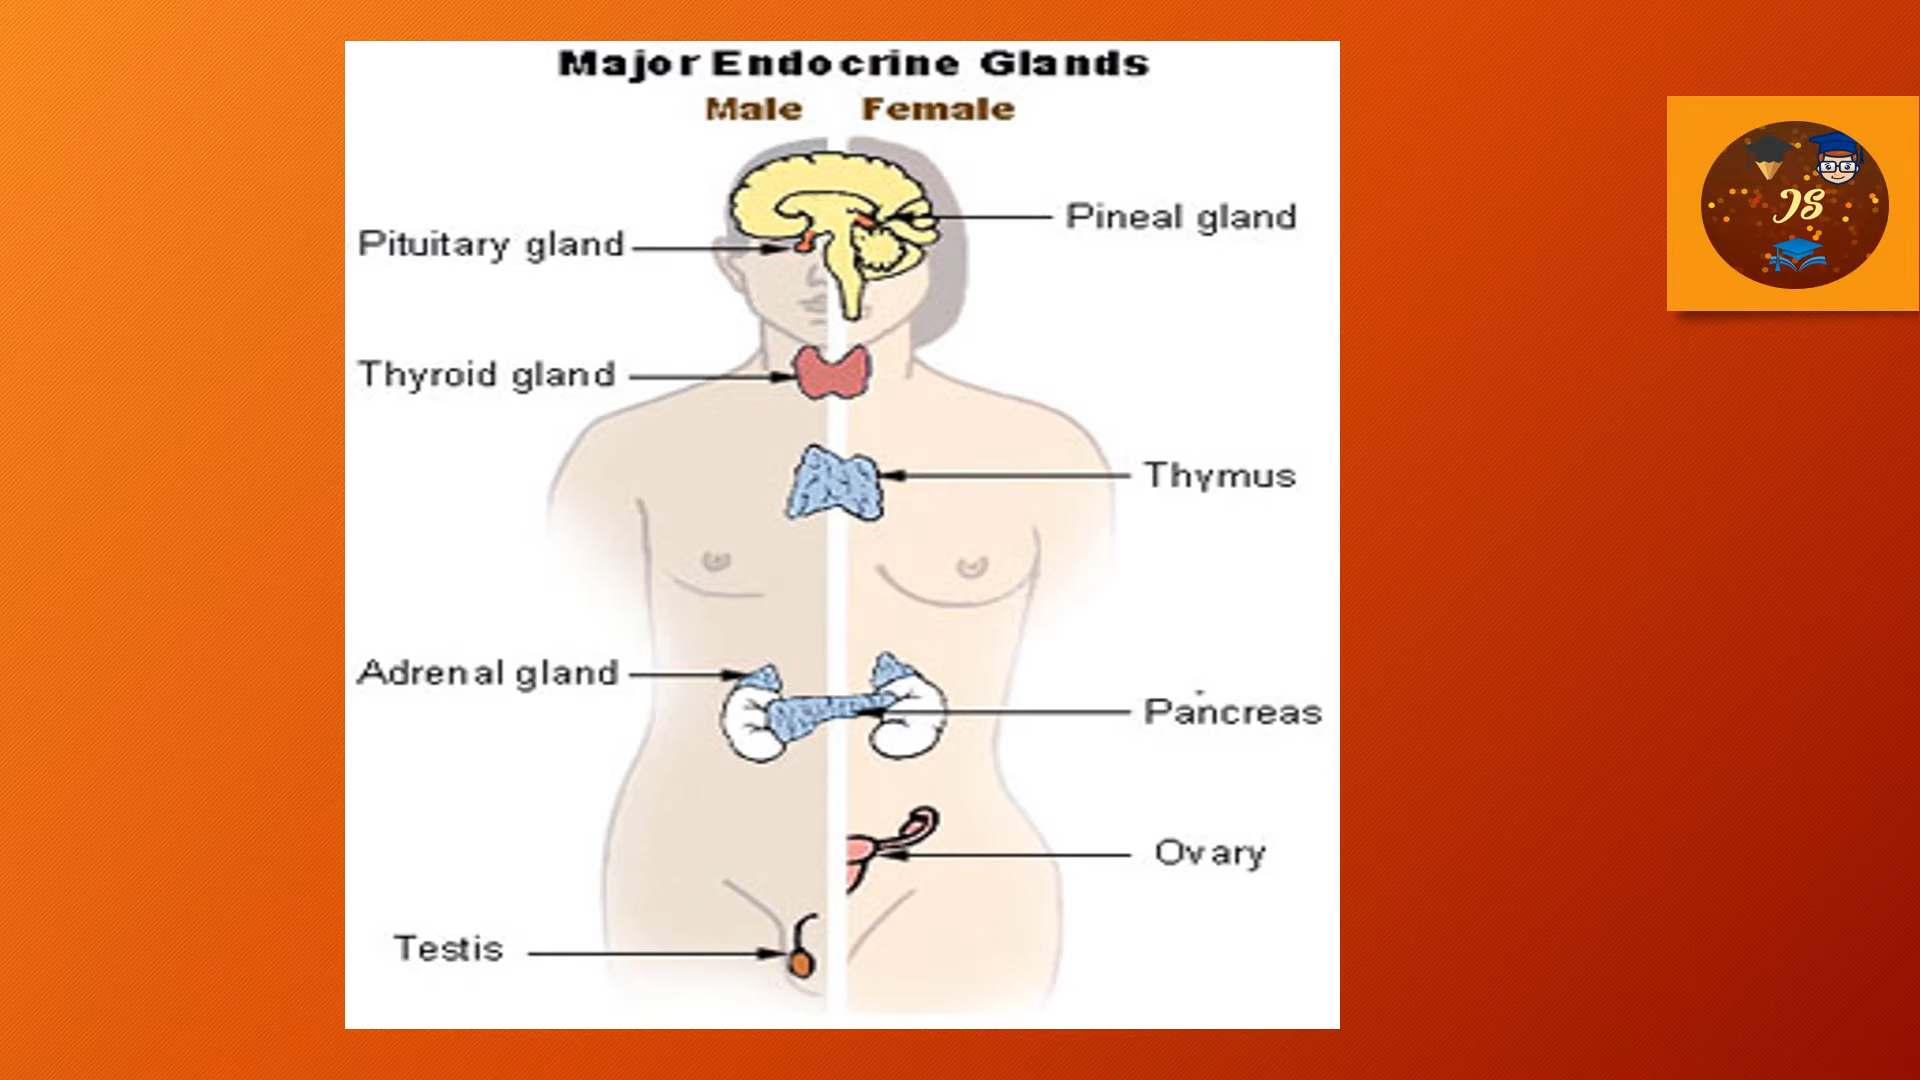 Major Endocrine Glands
Male Female
Pineal gland
Pituitary gland
Thyroid gland
Thymus
Adrenal gland
Pancreas
Ovary
Testis
JS